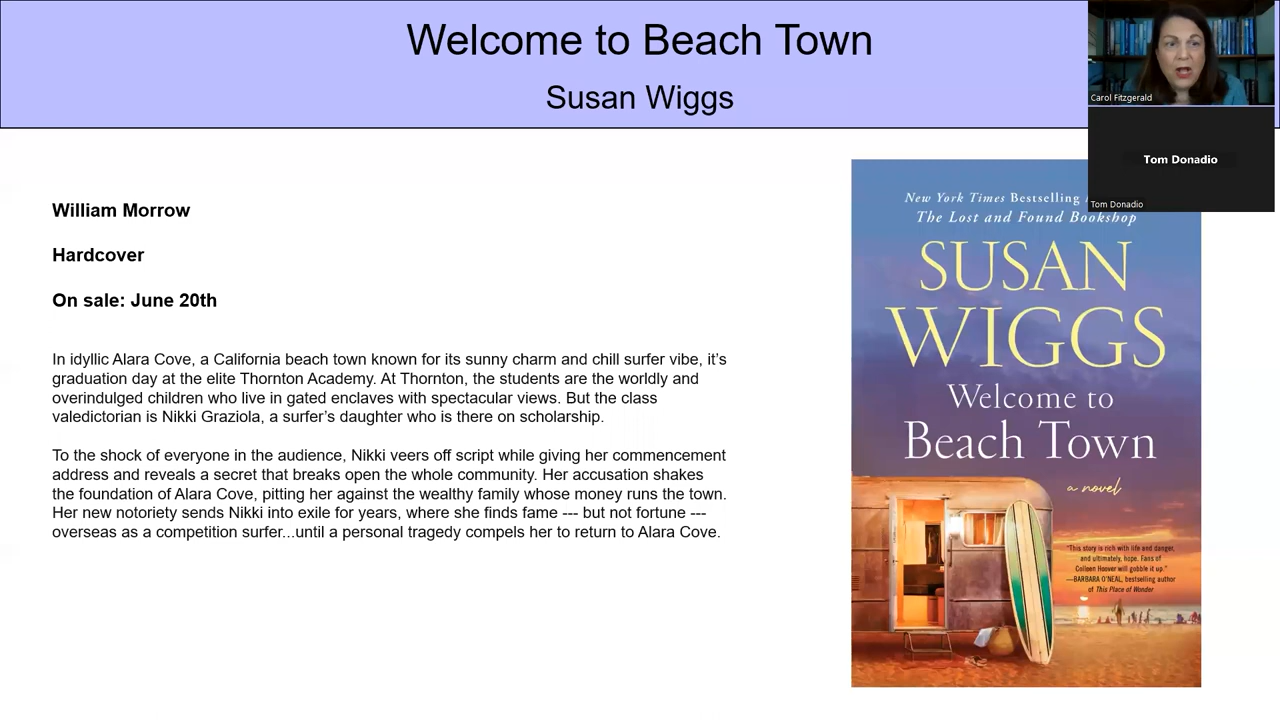 Welcome to Beach Town
Susan Wiggs
Carol Fitzgerald
Tom Donadio
Tom Donadio
William Morrow
Hardcover
On sale: June 20th
In idyllic Alara Cove, a California beach town known for its sunny charm and chill surfer vibe, it’s
graduation day at the elite Thornton Academy. At Thornton, the students are the worldly and
overindulged children who live in gated enclaves with spectacular views. But the class
valedictorian is Nikki Graziola, a surfer’s daughter who is there on scholarship.
To the shock of everyone in the audience, Nikki veers off script while giving her commencement
address and reveals a secret that breaks open the whole community. Her accusation shakes
the foundation of Alara Cove, pitting her against the wealthy family whose money runs the town.
Her new notoriety sends Nikki into exile for years, where she finds fame --- but not fortune ---
overseas as a competition surfer...until a personal tragedy compels her to return to Alara Cove.
New York Times Bestselling
The Lost and Found Bookshop
SUSAN
WIGGS
Welcome to
Beach Town
a novel
"This story is rich with life and danger,
and ultimately, hope. Fans of
Colleen Hoover will gobble it up."
—BARBARA O'NEAL, bestselling author
of This Place of Wonder